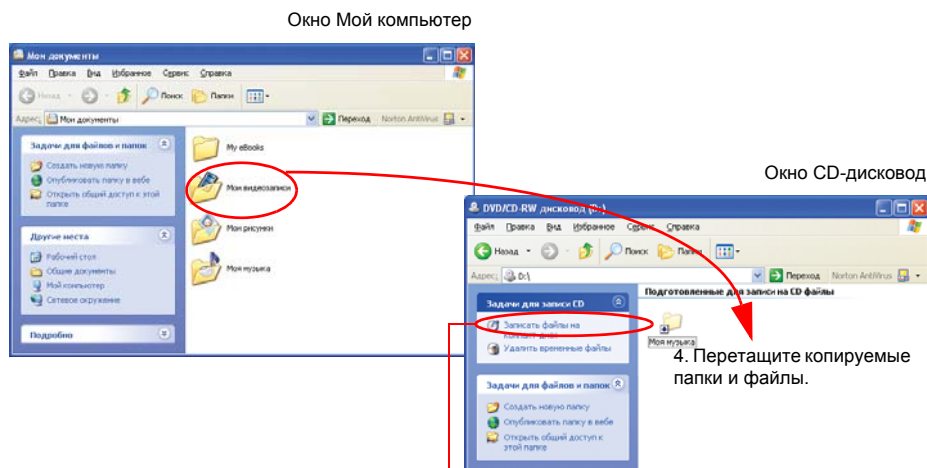 Окно Мой компьютер
Мои документы
Файл Правка Вид Избранное Сервис Справка
Назад Поиск Папки
Адрес: Мои документы Переход Norton AntiVirus
Задачи для файлов и папок
Создать новую папку
Опубликовать папку в вебе
Открыть общий доступ к этой
папке
Другие места
Рабочий стол
Общие документы
Мой компьютер
Сетевое окружение
Подробно
My eBooks
Мои видеозаписи
Мои рисунки
Моя музыка
Окно CD-дисковод
DVD/CD-RW дисковод (D:)
Файл Правка Вид Избранное Сервис Справка
Назад Поиск Папки
Адрес: D:\ Переход Norton AntiVirus
Задачи для записи CD
Записать файлы на
Удалить временные файлы
Задачи для файлов и папок
Создать новую папку
Опубликовать папку в вебе
Открыть общий доступ к
этой папке
Подготовленные для записи на CD файлы
Моя музыка
4. Перетащите копируемые
папки и файлы.